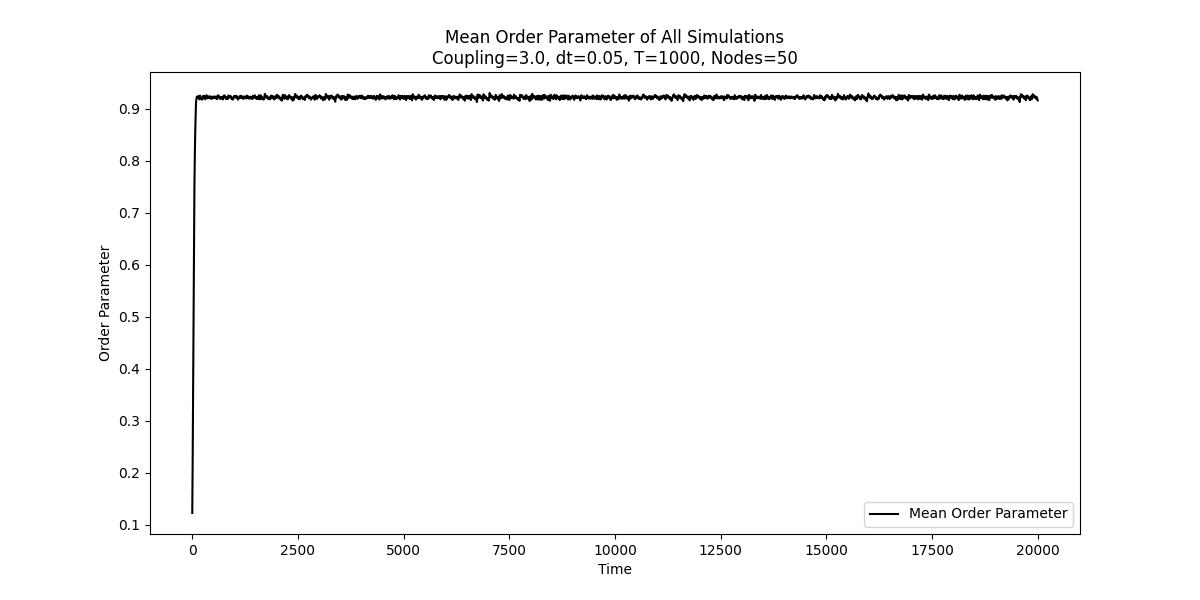 Mean Order Parameter of All Simulations
Coupling=3.0, dt=0.05, T=1000, Nodes=50
Order Parameter
0.9
0.8
0.7
0.6
0.5
0.4
0.3
0.2
0.1
Mean Order Parameter
0 2500 5000 7500 10000 12500 15000 17500 20000
Time